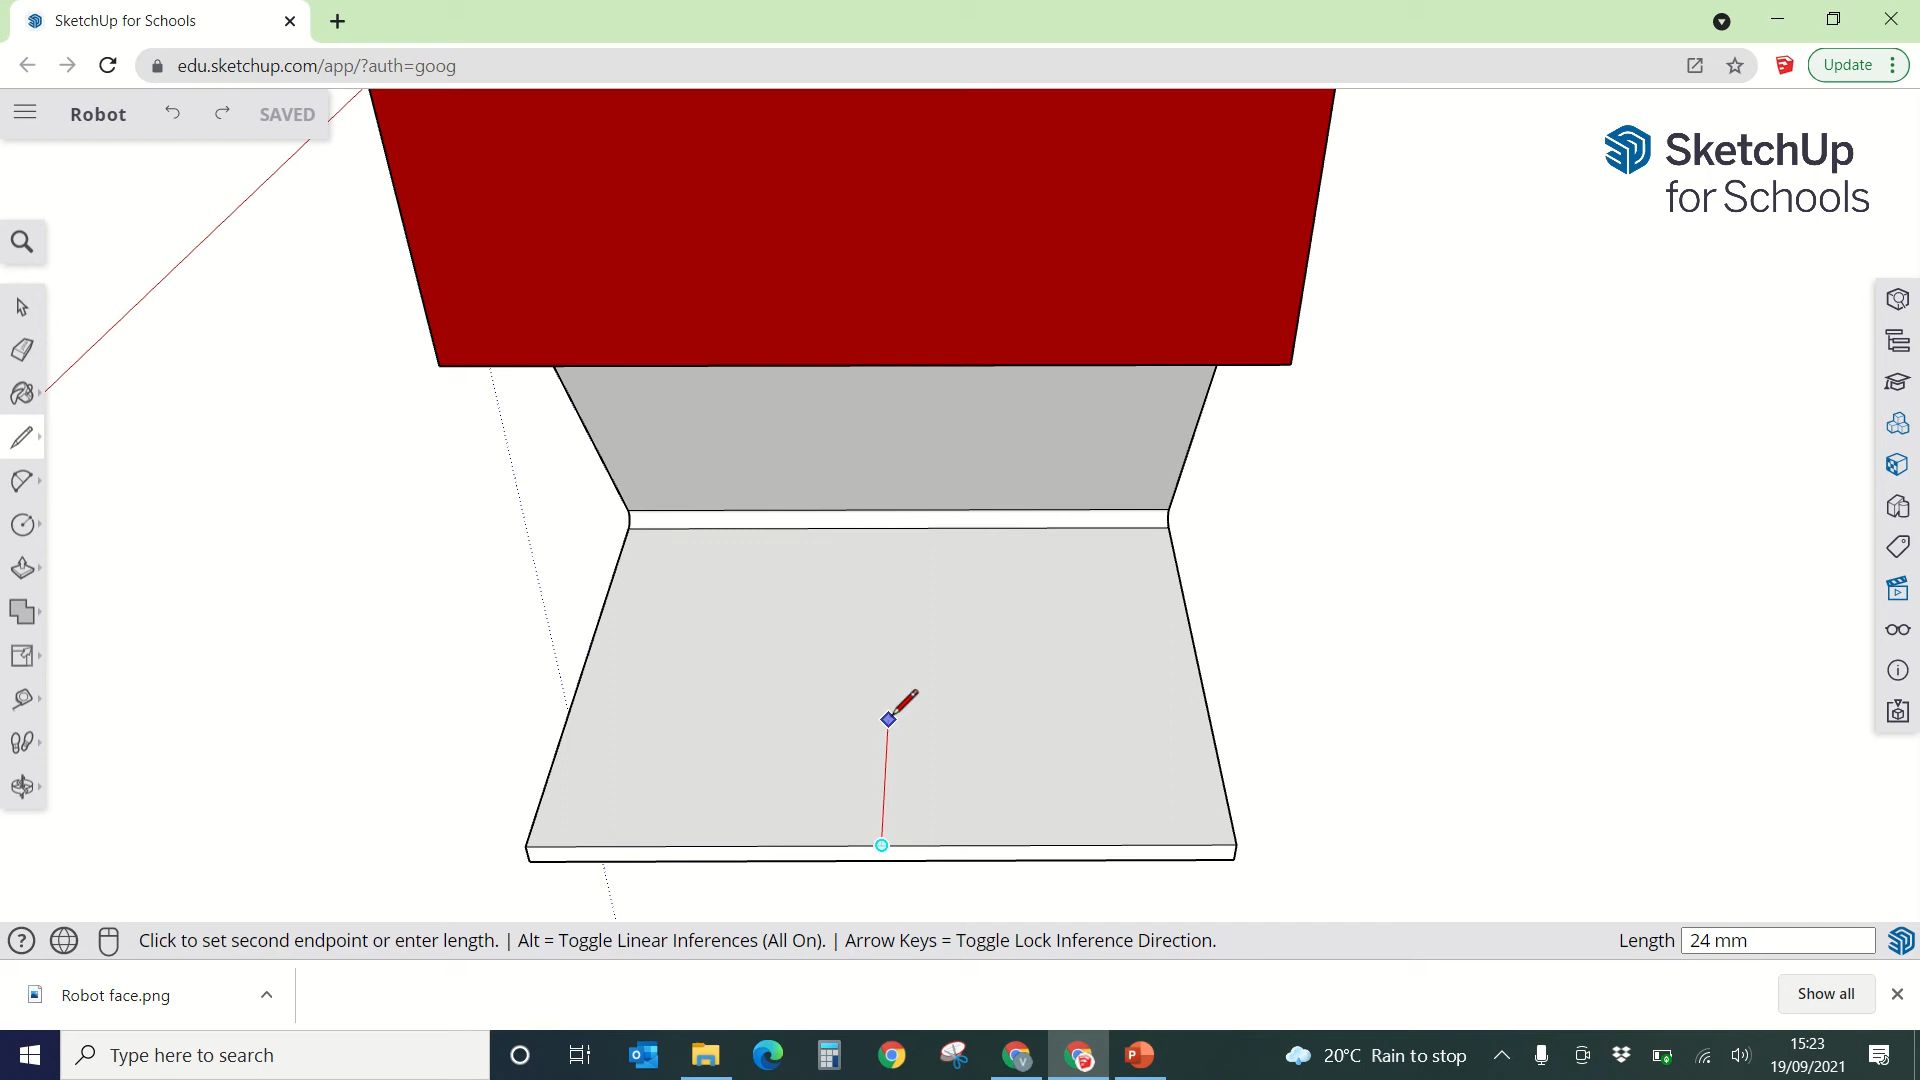 SketchUp for Schools
edu.sketchup.com/app/?auth=goog
Update
Robot
SAVED
SketchUp
for Schools
Click to set second endpoint or enter length. | Alt = Toggle Linear Inferences (All On). | Arrow Keys = Toggle Lock Inference Direction.
Length
24 mm
Robot face.png
Show all
Type here to search
20°C Rain to stop
15:23
19/09/2021